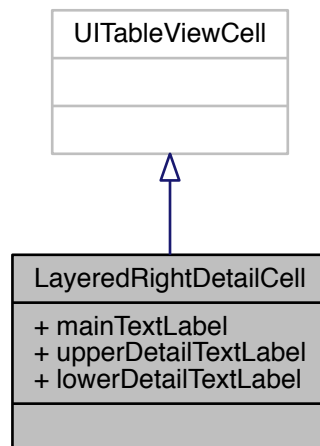 UITableViewCell
LayeredRightDetailCell
+ mainTextLabel
+ upperDetailTextLabel
+ lowerDetailTextLabel